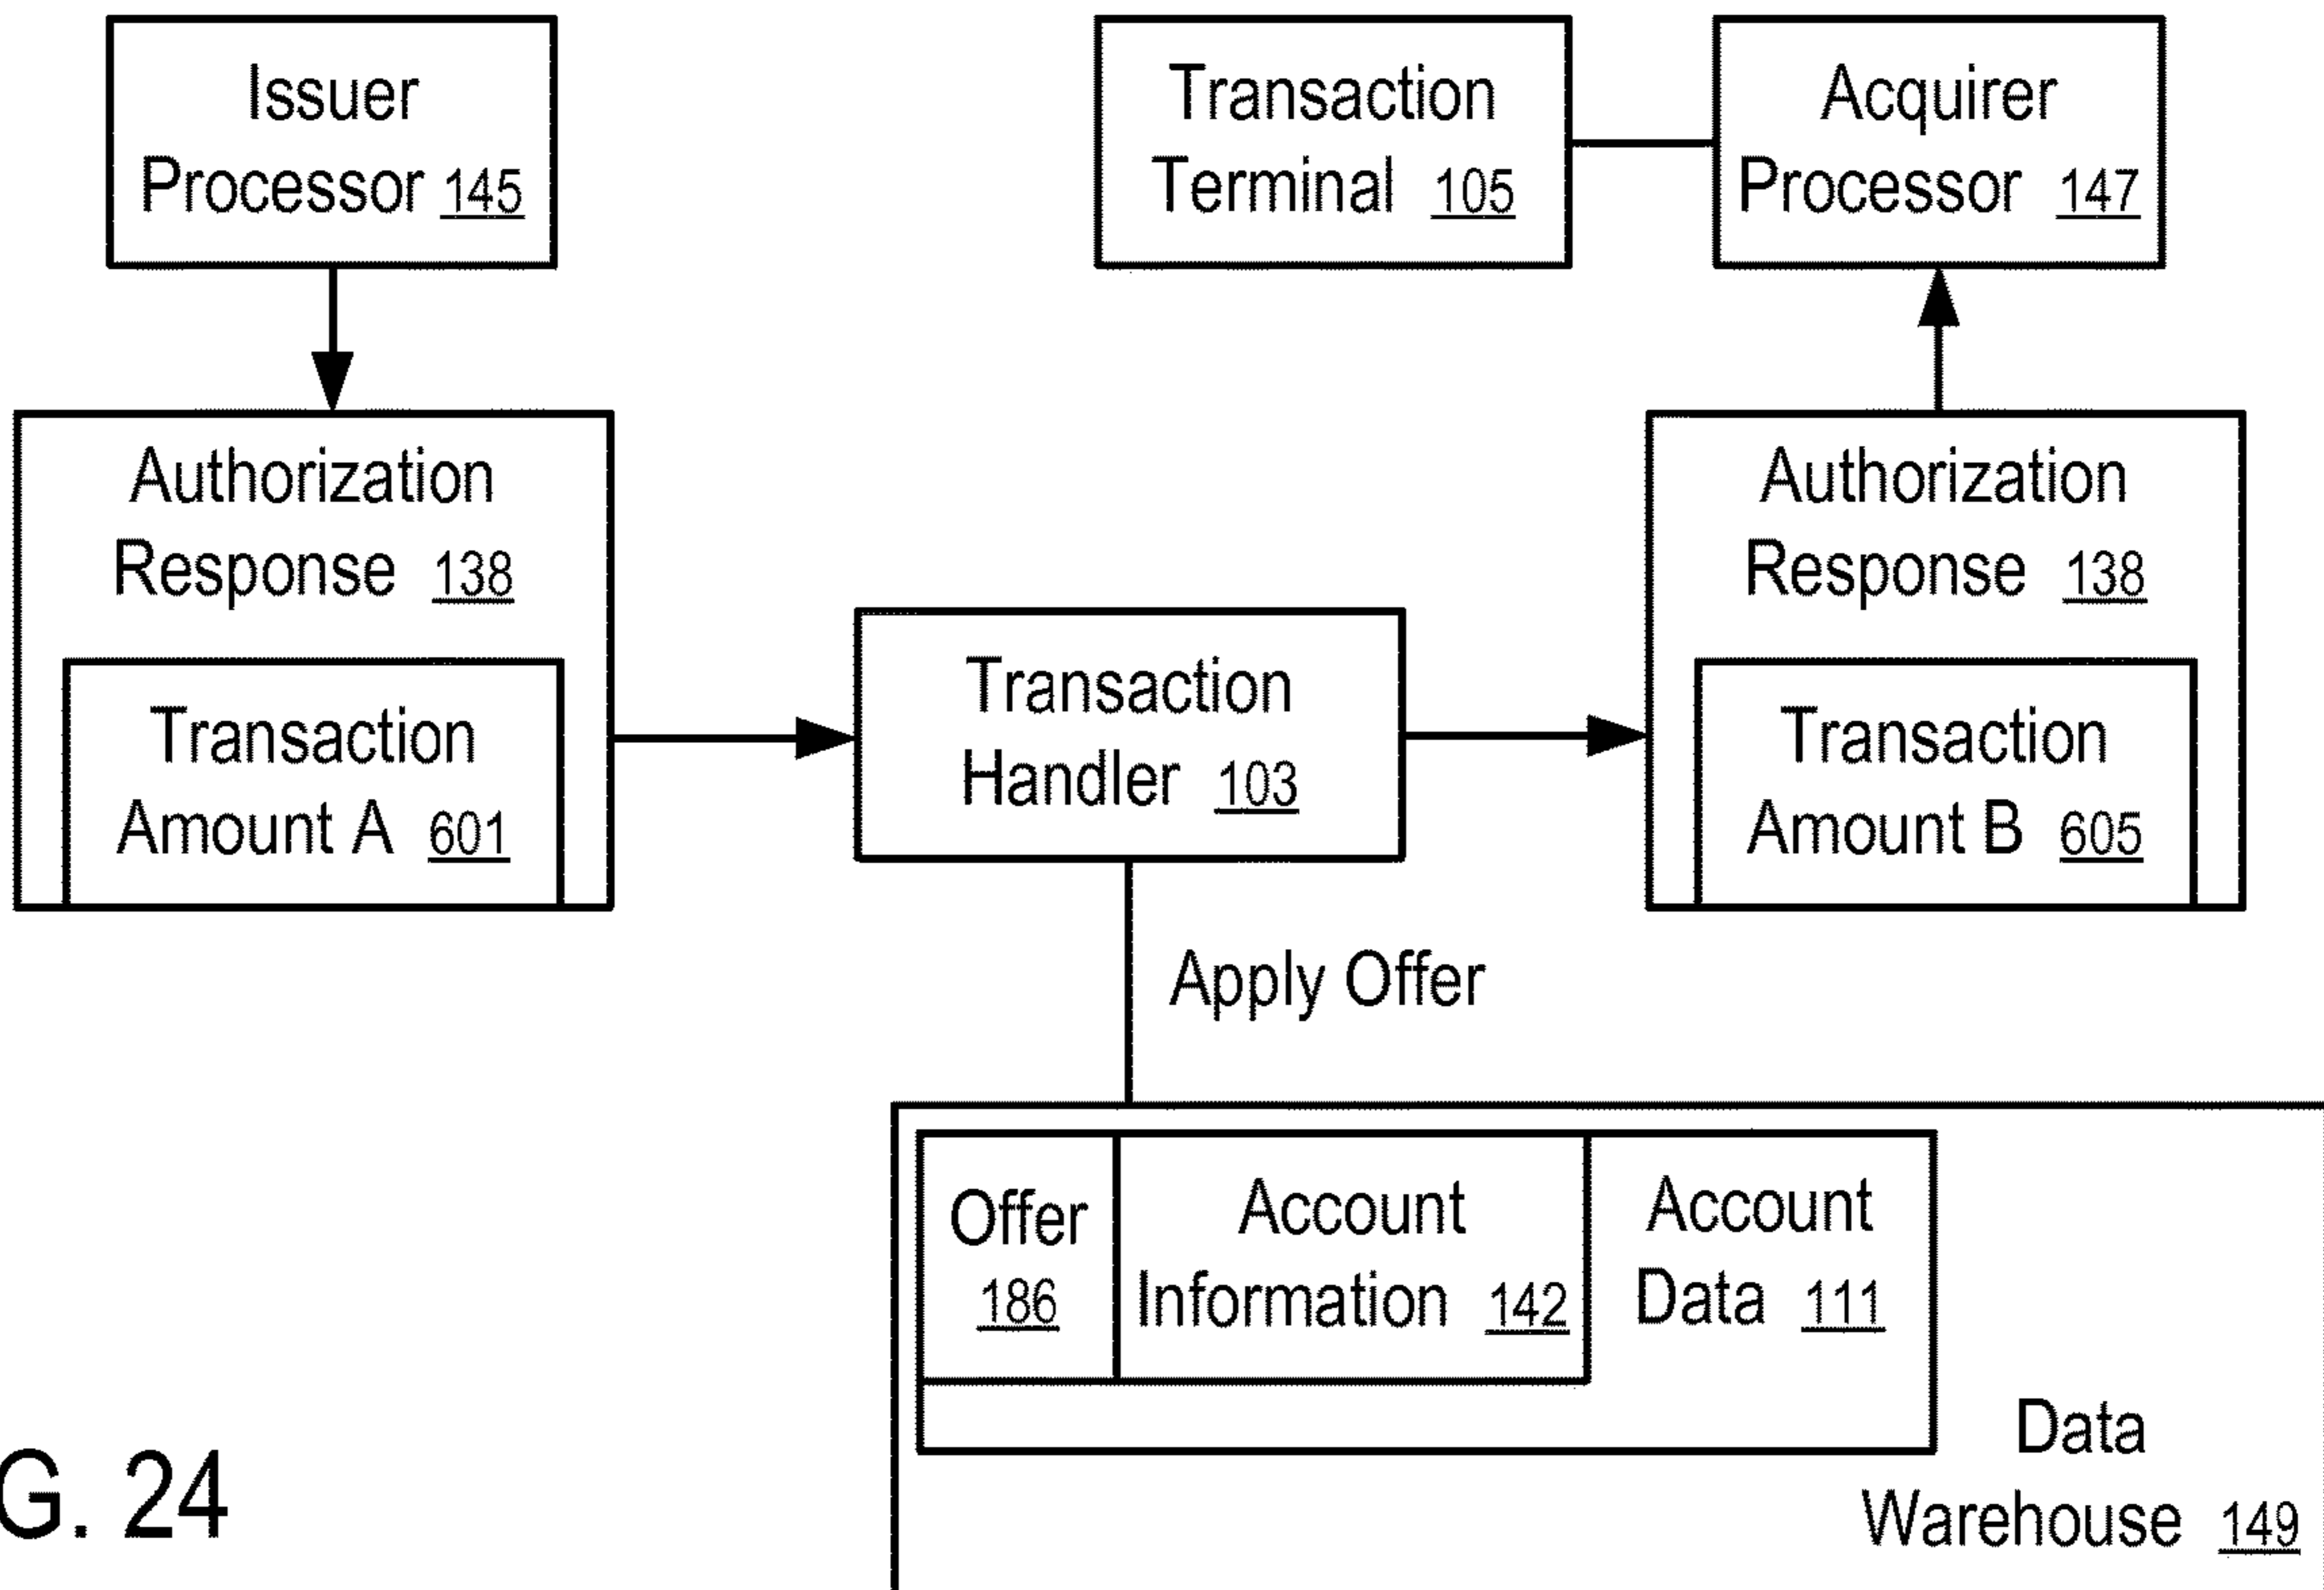 Issuer
Processor 145
Transaction
Terminal 105
Acquirer
Processor 147
Authorization
Response 138
Transaction
Amount A 601
Transaction
Handler 103
Authorization
Response 138
Transaction
Amount B 605
Apply Offer
Offer
186
Account
Information 142
Account
Data 111
Data
Warehouse 149
G. 24